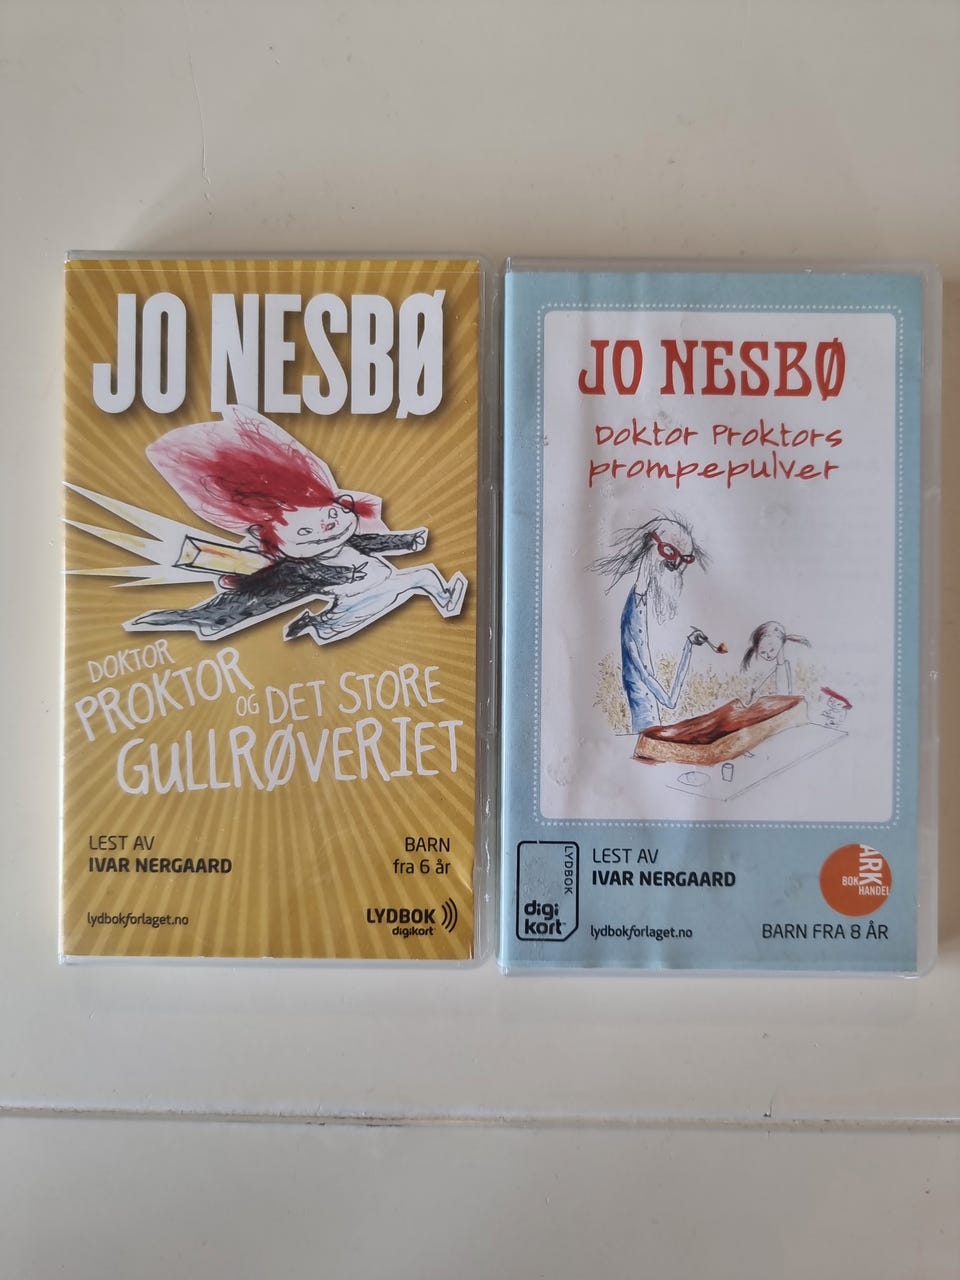 JO NESBØ
DOKTOR
PROKTOR
OG DET STORE
GULLRØVERIET
LEST AV
IVAR NERGAARD
BARN
fra 6 år
lydbokforlaget.no
LYDBOK
digikort
JO NESBØ
Doktor Proktors
prompepulver
LYDBOK
digi
kort
LEST AV
IVAR NERGAARD
lydbokforlaget.no
ARK
BOK
HANDEL
BARN FRA 8 ÅR